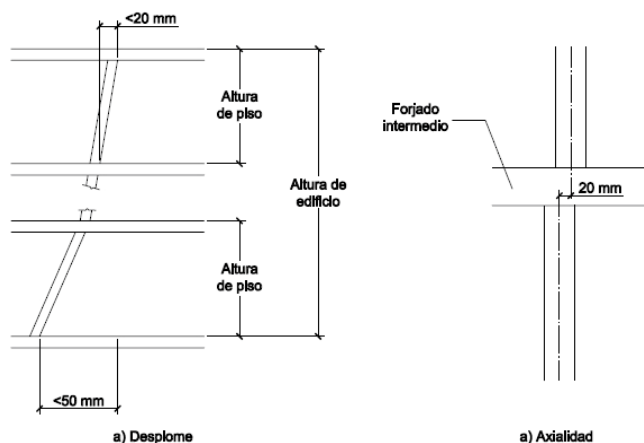 <20 mm
Altura
de piso
Altura de
edificio
Altura
de piso
<50 mm
a) Desplome
Forjado
intermedio
20 mm
a) Axialidad